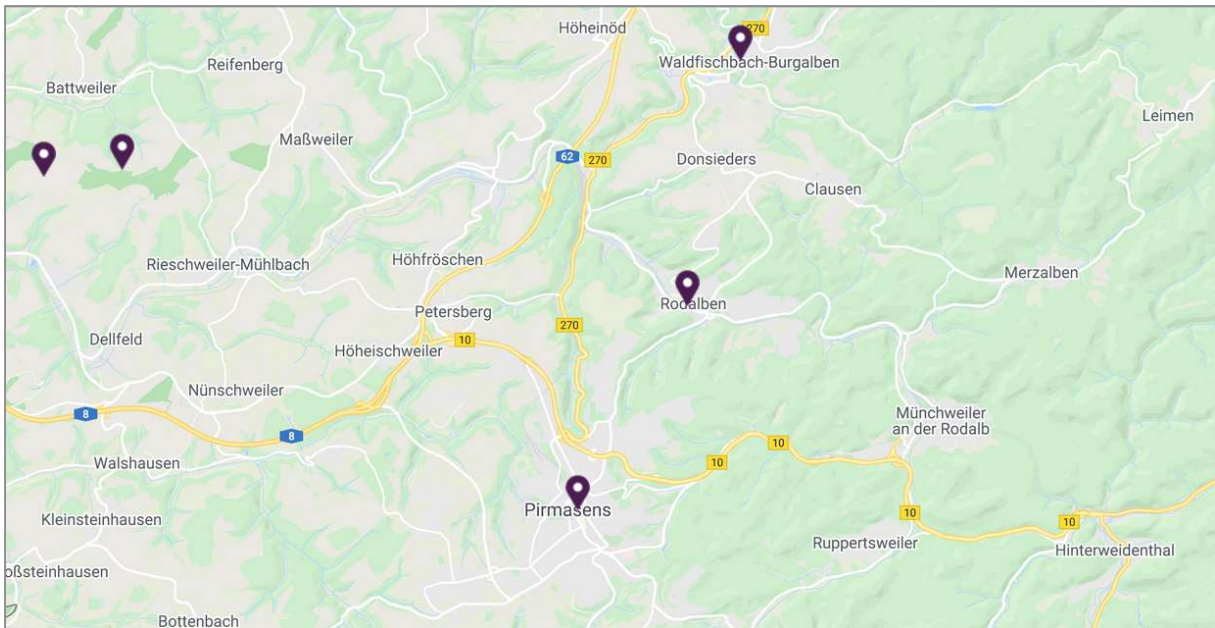 Höheinöd
270
Waldfischbach-Burgalben
Reifenberg
Battweiler
Leimen
Maßweiler
62
270
Donsieders
Clausen
Rieschweiler-Mühlbach
Höhfröschen
Merzalben
Rodalben
Petersberg
270
Dellfeld
10
Höheischweiler
Nünschweiler
8
8
Münchweiler
an der Rodalb
10
10
Walshausen
Pirmasens
10
Kleinsteinhausen
10
Ruppertsweiler
Hinterweidenthal
oßsteinhausen
Bottenbach